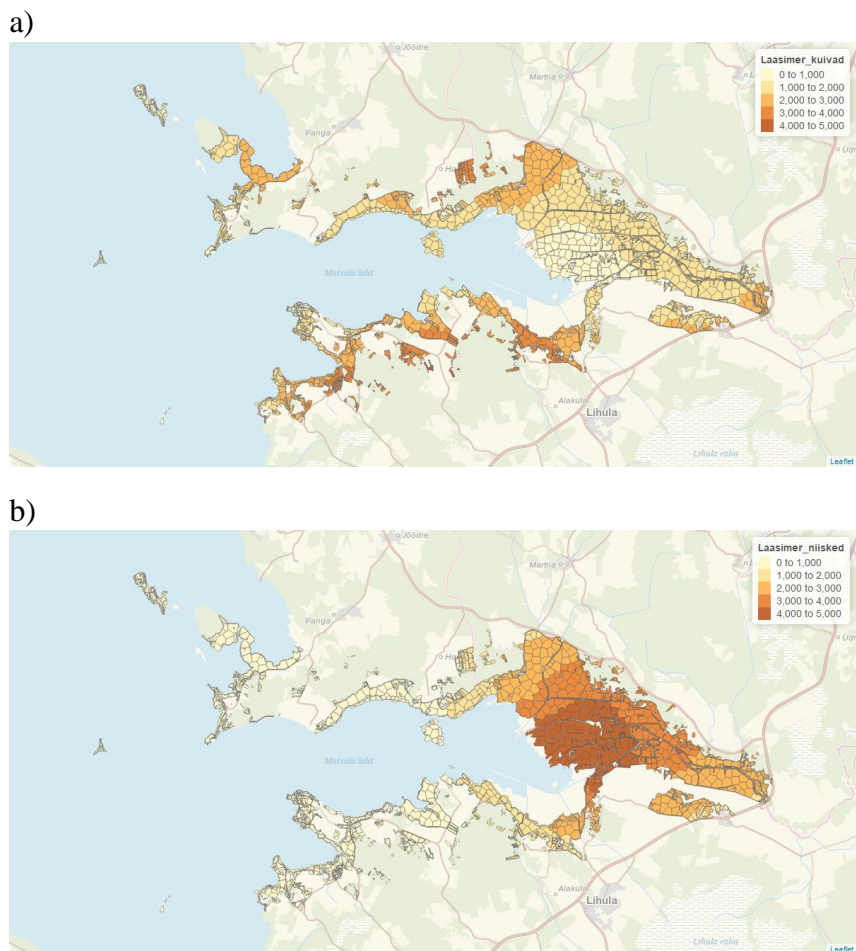 a)
Jõõdre
Martna
Laasimer_kuivad
0 to 1,000
1,000 to 2,000
2,000 to 3,000
3,000 to 4,000
4,000 to 5,000
Panga
Matsalu laht
Alaküla
Lihula
Lihula raba
Leaflet
b)
Jõõdre
Martna
Laasimer_niisked
0 to 1,000
1,000 to 2,000
2,000 to 3,000
3,000 to 4,000
4,000 to 5,000
Panga
Matsalu laht
Alaküla
Lihula
Lihula raba
Leaflet